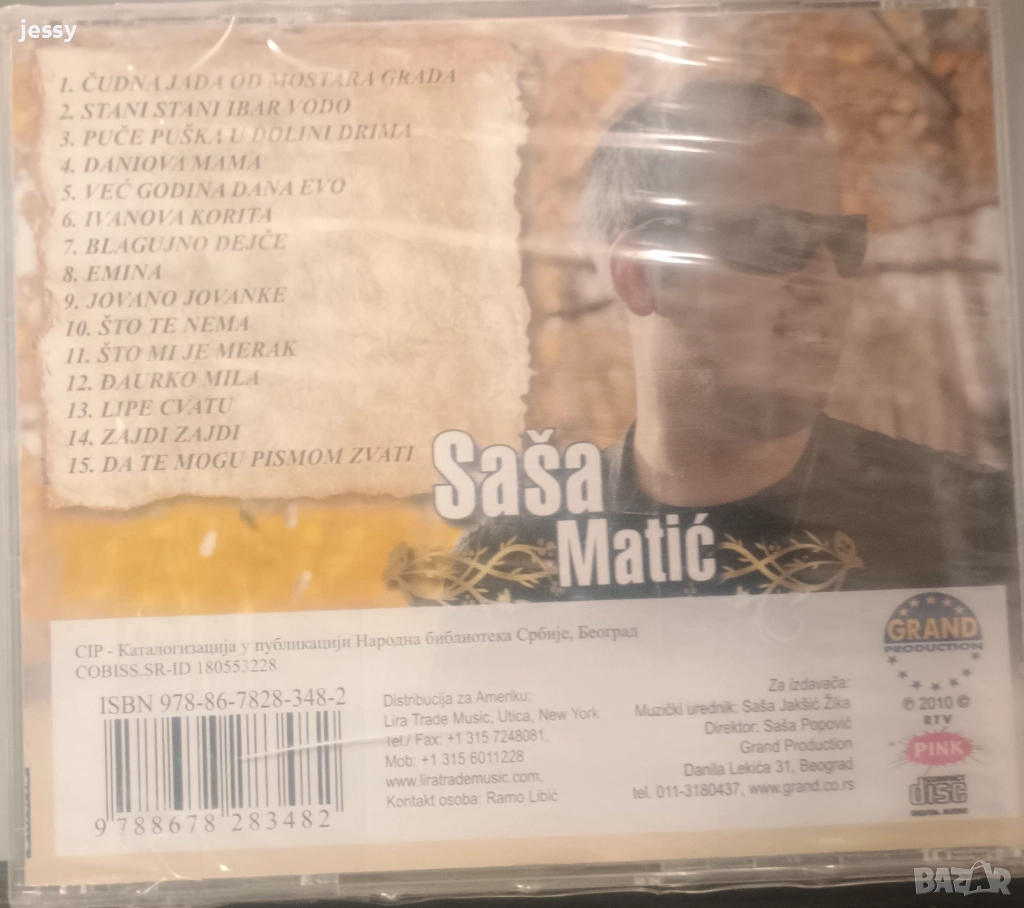 jessy
1. ČUDNA JADA OD MOSTARA GRADA
2. STANI STANI IBAR VODO
3. PUČE PUŠKA U DOLINI DRIMA
4. DANIOVA MAMA
5. VEĆ GODINA DANA EVO
6. IVANOVA KORITA
7. BLAGUJNO DEJČE
8. EMINA
9. JOVANO JOVANKE
10. ŠTO TE NEMA
11. ŠTO MI JE MERAK
12. ĐAURKO MILA
13. LIPE CVATU
14. ZAJDI ZAJDI
15. DA TE MOGU PISMOM ZVATI
Saša
Matić
CIP - Каталогизација у публикацији Народна библиотека Србије, Београд
COBISS.SR-ID 180553228
ISBN 978-86-7828-348-2
9 788678 283482
Distribucija za Ameriku:
Lira Trade Music, Utica, New York
Tel./ Fax: +1 315 7248081,
Mob: +1 315 6011228
www.liratrademusic.com,
Kontakt osoba: Ramo Libić
Za izdavača:
Muzički urednik: Saša Jakšić Žika
Direktor: Saša Popović
Grand Production
Danila Lekića 31, Beograd
tel. 011-3180437, www.grand.co.rs
GRAND
PRODUCTION
℗ 2010 ©
RTV
PINK
COMPACT
disc
DIGITAL AUDIO
BAZAR